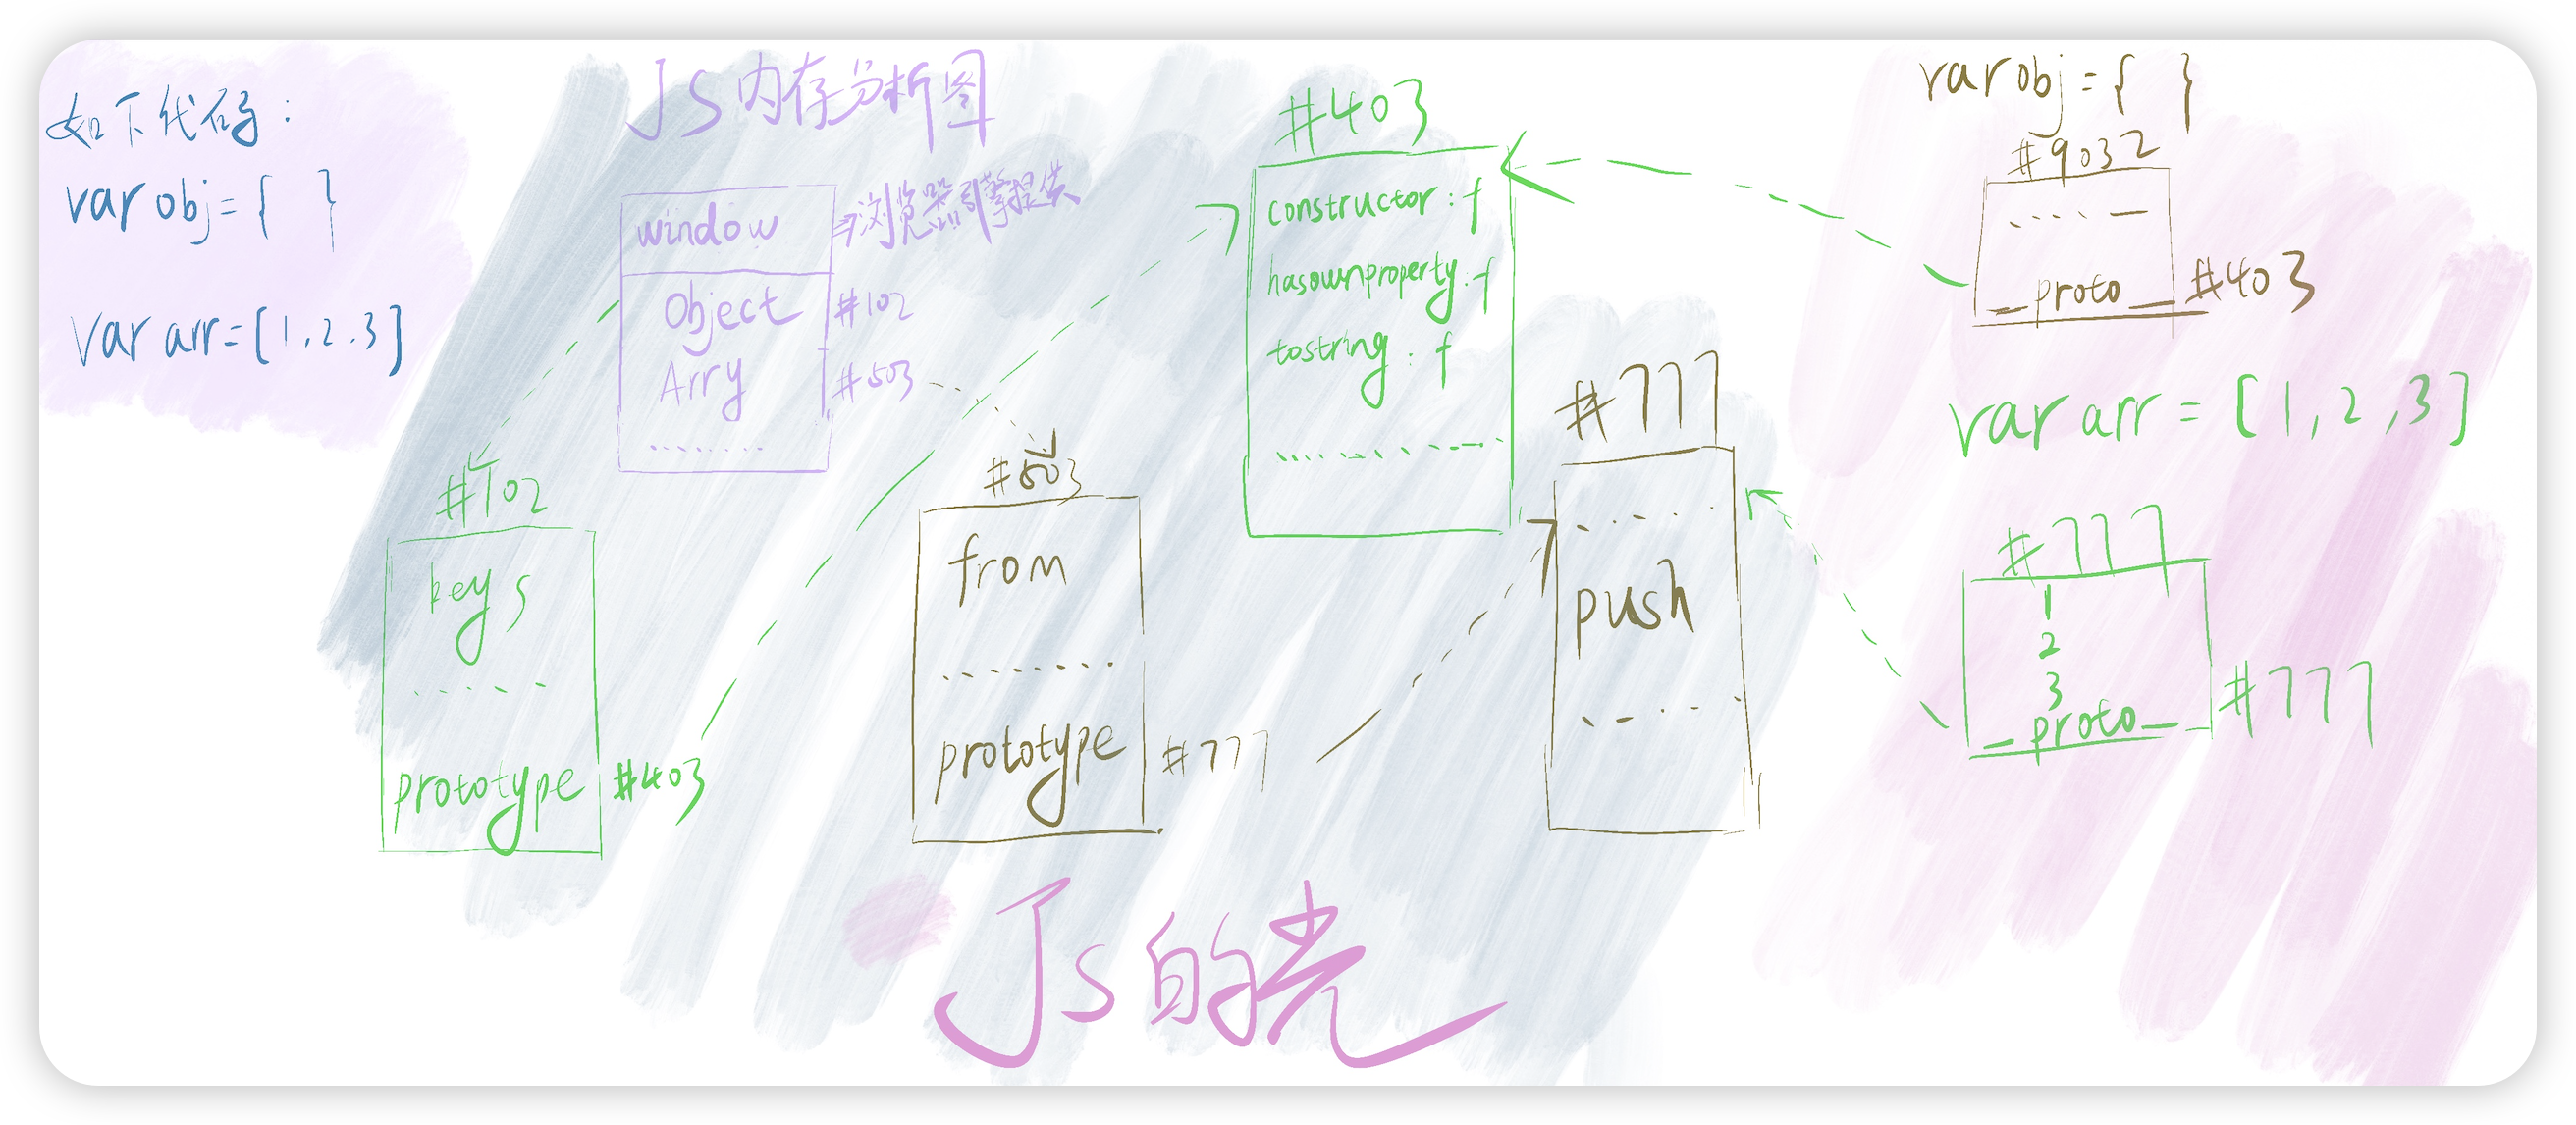 如下代码：
var obj = {   }
var arr = [1,2,3]
JS内存分析图
window
⇒浏览器引擎提供
Object #102
Arry #503
........
#102
keys
.....
prototype #403
#503
from
........
prototype #777
#403
constructor : f
hasownproperty : f
tostring : f
.........
#777
.....
push
.....
var obj = {   }
#9032
.....
__proto__ #403
var arr = [1,2,3]
#777
1
2
3
__proto__ #777
Js的光